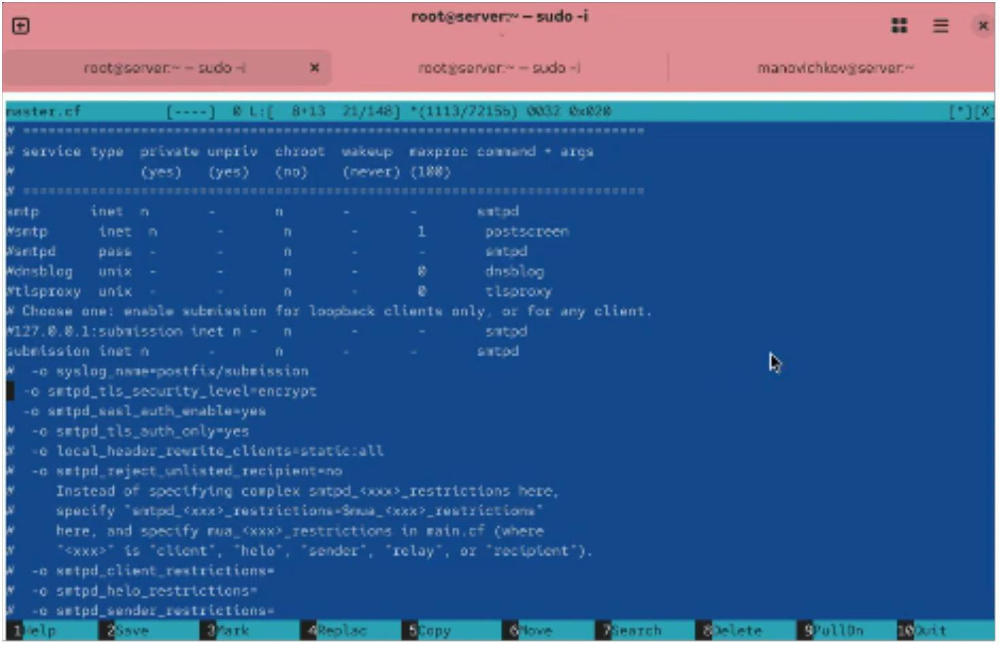 root@server:~ — sudo -i
root@server:~ — sudo -i
root@server:~ — sudo -i
manovichkov@server:~
master.cf [----] 0 L:[ 8+13 21/148] *(1113/7215b) 0032 0x020 [*][X]
# ==========================================================================
# service type private unpriv chroot wakeup maxproc command + args
# (yes) (yes) (no) (never) (100)
# ==========================================================================
smtp inet n - n - - smtpd
#smtp inet n - n - 1 postscreen
#smtpd pass - - n - - smtpd
#dnsblog unix - - n - 0 dnsblog
#tlsproxy unix - - n - 0 tlsproxy
# Choose one: enable submission for loopback clients only, or for any client.
#127.0.0.1:submission inet n - n - - smtpd
submission inet n - n - - smtpd
# -o syslog_name=postfix/submission
-o smtpd_tls_security_level=encrypt
-o smtpd_sasl_auth_enable=yes
# -o smtpd_tls_auth_only=yes
# -o local_header_rewrite_clients=static:all
# -o smtpd_reject_unlisted_recipient=no
# Instead of specifying complex smtpd_<xxx>_restrictions here,
# specify "smtpd_<xxx>_restrictions=$mua_<xxx>_restrictions"
# here, and specify mua_<xxx>_restrictions in main.cf (where
# "<xxx>" is "client", "helo", "sender", "relay", or "recipient").
# -o smtpd_client_restrictions=
# -o smtpd_helo_restrictions=
# -o smtpd_sender_restrictions=
1Help 2Save 3Mark 4Replac 5Copy 6Move 7Search 8Delete 9PullDn 10Quit